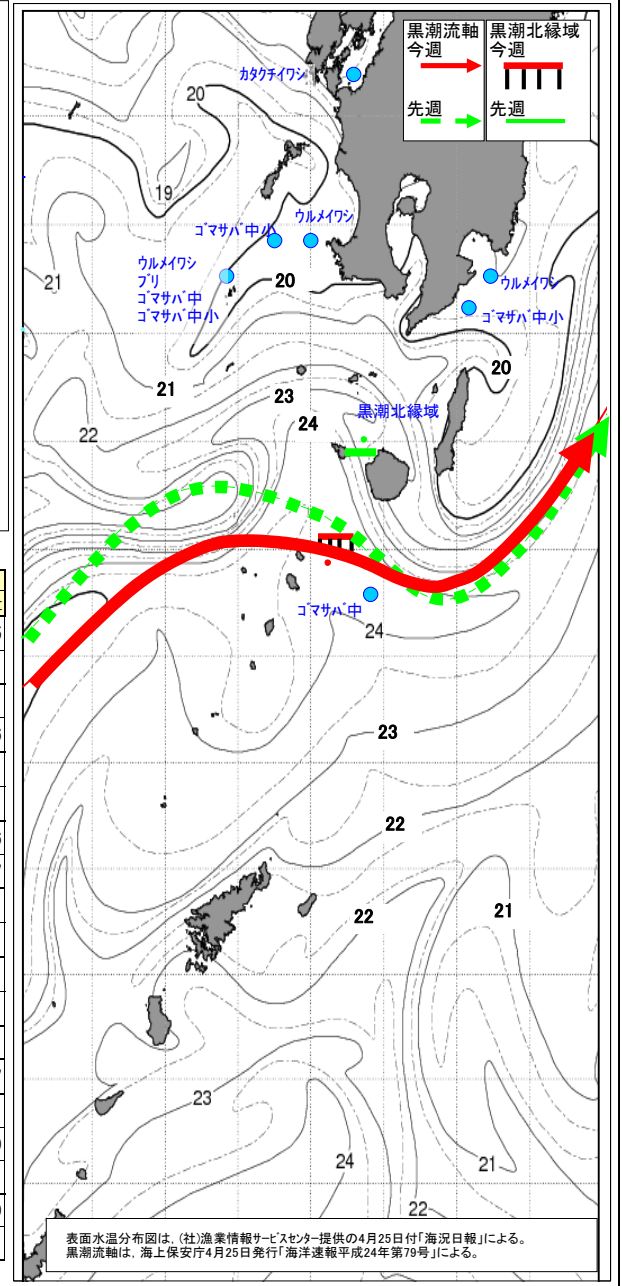 黒潮流軸
今週
先週
黒潮北縁域
今週
先週
カタクチイワシ
20
19
ウルメイワシ
ゴマサバ中小
21
ウルメイワシ
ブリ
ゴマサバ中
ゴマサバ中小
20
ウルメイワシ
ゴマサバ中小
20
21
23
22
24
黒潮北縁域
ゴマサバ中
24
23
22
22
21
23
24
21
22
表面水温分布図は,(社)漁業情報サービスセンター提供の4月25日付「海況日報」による。
黒潮流軸は,海上保安庁4月25日発行「海洋速報平成24年第79号」による。